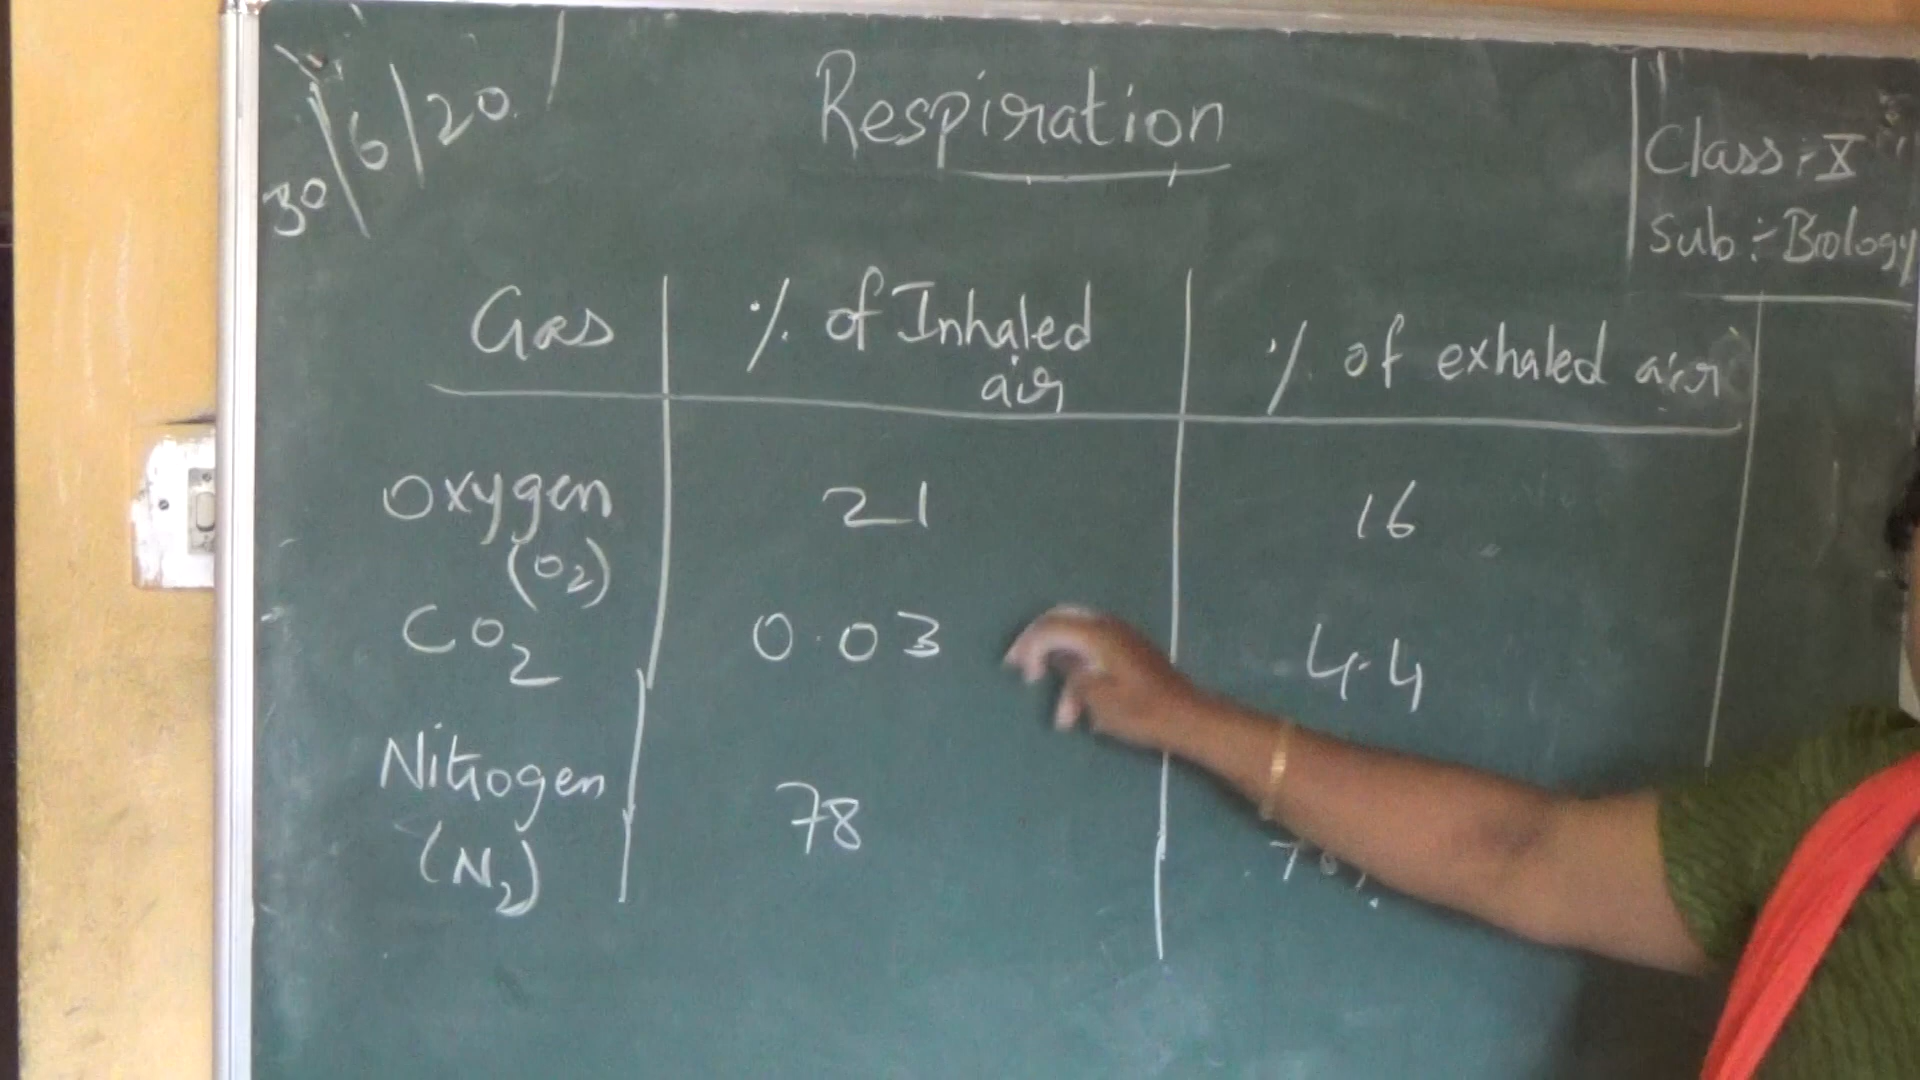 30/6/20
Respiration
Class:- X
Sub:- Biology
Gas | % of Inhaled air | % of exhaled air
Oxygen (O2) | 21 | 16
CO2 | 0.03 | 4.4
Nitrogen (N2) | 78